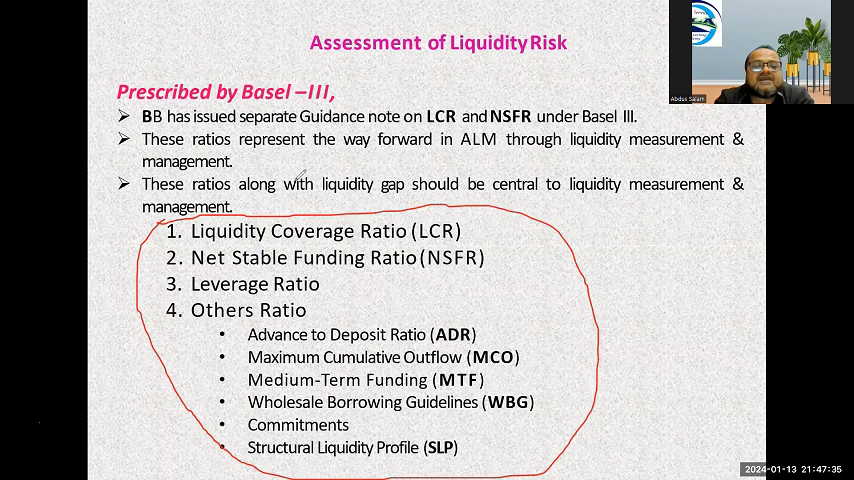 Assessment of Liquidity Risk
Prescribed by Basel –III,
➢ BB has issued separate Guidance note on LCR and NSFR under Basel III.
➢ These ratios represent the way forward in ALM through liquidity measurement &
management.
➢ These ratios along with liquidity gap should be central to liquidity measurement &
management.
1. Liquidity Coverage Ratio (LCR)
2. Net Stable Funding Ratio (NSFR)
3. Leverage Ratio
4. Others Ratio
• Advance to Deposit Ratio (ADR)
• Maximum Cumulative Outflow (MCO)
• Medium-Term Funding (MTF)
• Wholesale Borrowing Guidelines (WBG)
• Commitments
• Structural Liquidity Profile (SLP)
Abdus Salam
2024-01-13 21:47:35